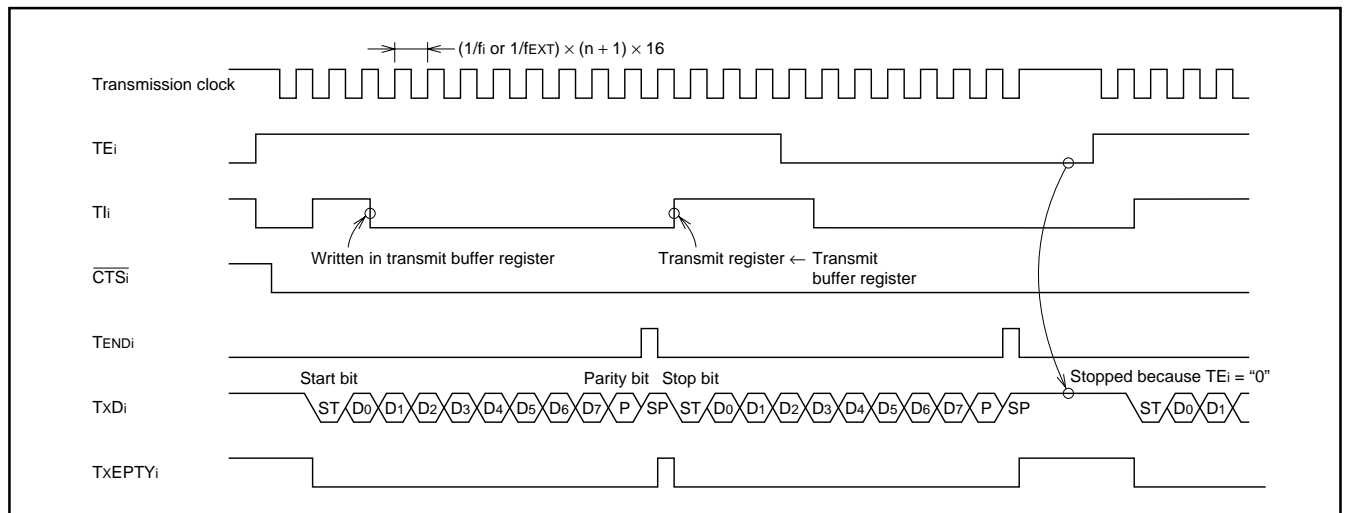 (1/fi or 1/fEXT) × (n + 1) × 16
Transmission clock
TEi
TIi
Written in transmit buffer register
Transmit register ← Transmit
buffer register
CTSi
TENDi
Start bit
Parity bit
Stop bit
Stopped because TEi = “0”
TxDi
ST D0 D1 D2 D3 D4 D5 D6 D7 P SP ST D0 D1 D2 D3 D4 D5 D6 D7 P SP ST D0 D1
TxEPTYi